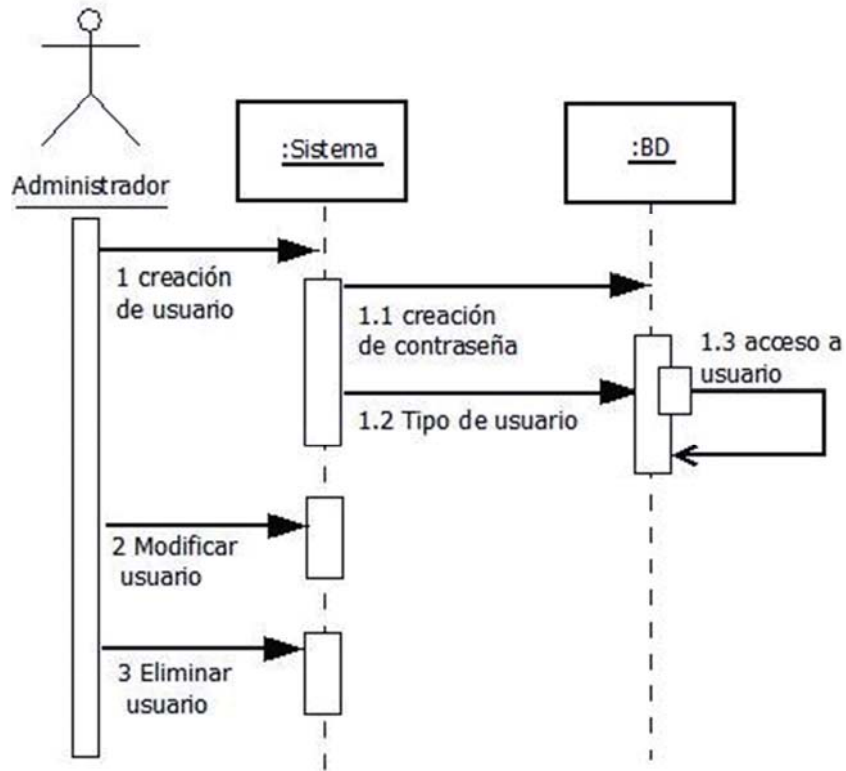 Administrador
:Sistema
:BD
1 creación
de usuario
1.1 creación
de contraseña
1.2 Tipo de usuario
1.3 acceso a
usuario
2 Modificar
usuario
3 Eliminar
usuario